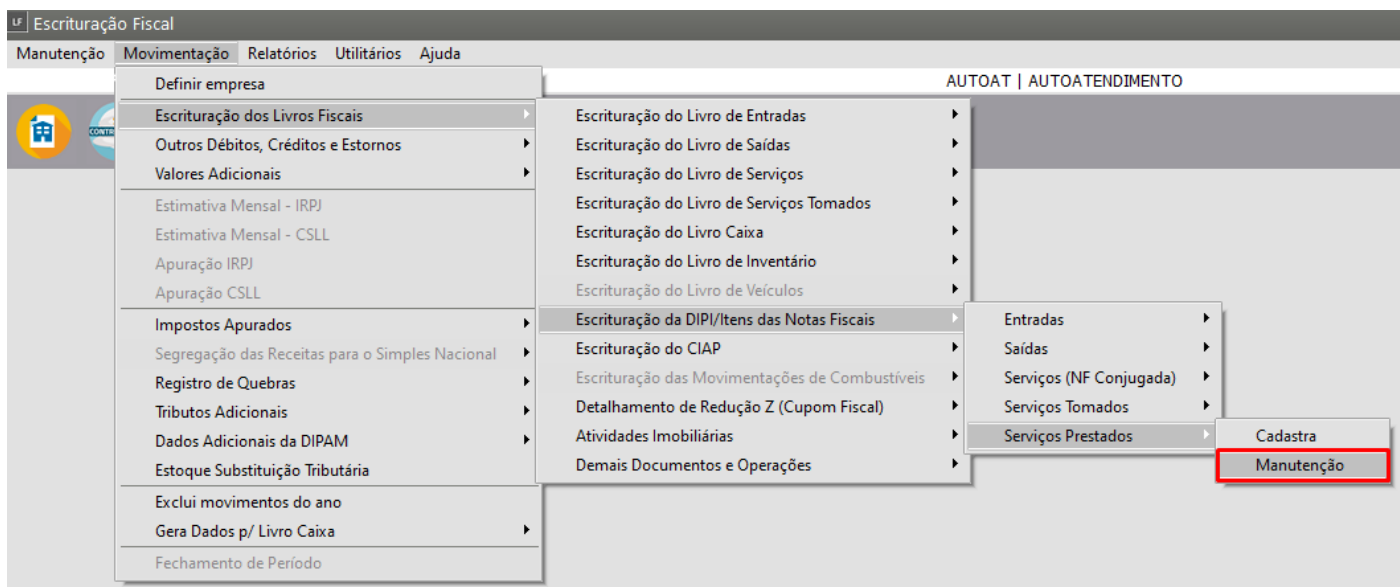 LF Escrituração Fiscal
Manutenção Movimentação Relatórios Utilitários Ajuda
AUTOAT | AUTOATENDIMENTO
Definir empresa
Escrituração dos Livros Fiscais
Outros Débitos, Créditos e Estornos
Valores Adicionais
Estimativa Mensal - IRPJ
Estimativa Mensal - CSLL
Apuração IRPJ
Apuração CSLL
Impostos Apurados
Segregação das Receitas para o Simples Nacional
Registro de Quebras
Tributos Adicionais
Dados Adicionais da DIPAM
Estoque Substituição Tributária
Exclui movimentos do ano
Gera Dados p/ Livro Caixa
Fechamento de Período
Escrituração do Livro de Entradas
Escrituração do Livro de Saídas
Escrituração do Livro de Serviços
Escrituração do Livro de Serviços Tomados
Escrituração do Livro Caixa
Escrituração do Livro de Inventário
Escrituração do Livro de Veículos
Escrituração da DIPI/Itens das Notas Fiscais
Escrituração do CIAP
Escrituração das Movimentações de Combustíveis
Detalhamento de Redução Z (Cupom Fiscal)
Atividades Imobiliárias
Demais Documentos e Operações
Entradas
Saídas
Serviços (NF Conjugada)
Serviços Tomados
Serviços Prestados
Cadastra
Manutenção